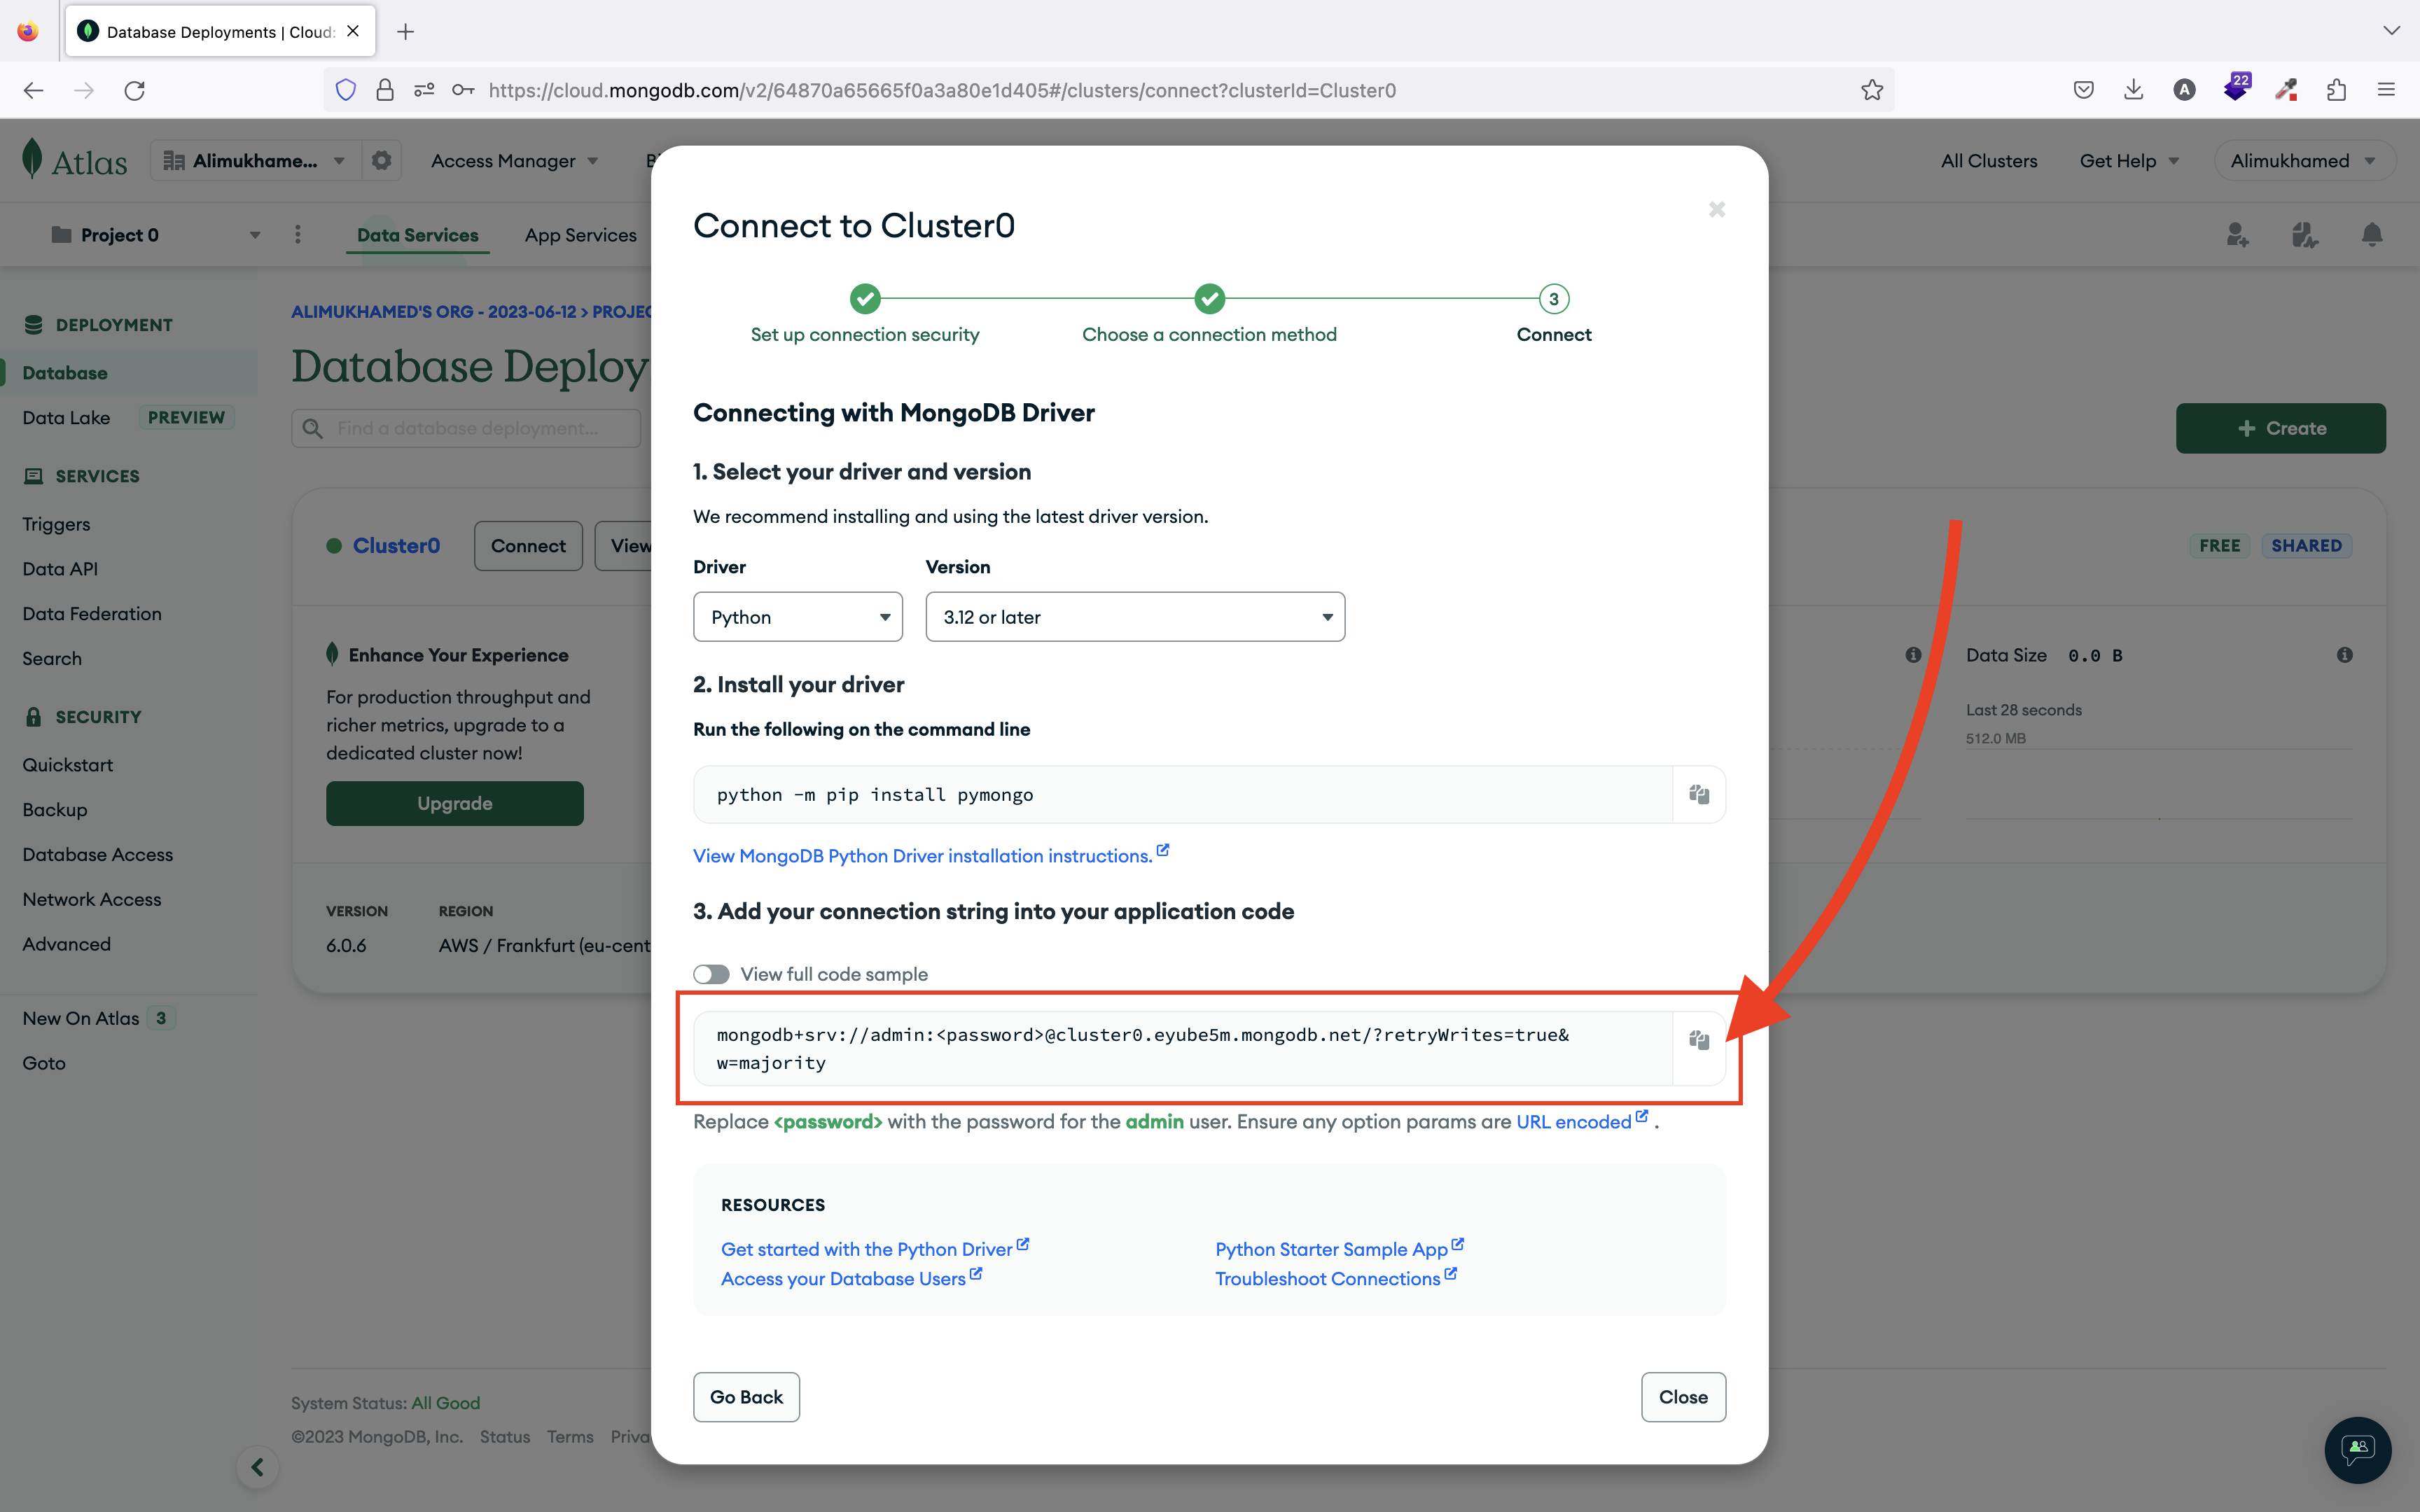 Database Deployments | Cloud:
https://cloud.mongodb.com/v2/64870a65665f0a3a80e1d405#/clusters/connect?clusterId=Cluster0
A
22
Atlas
Alimukhame...
Access Manager
All Clusters
Get Help
Alimukhamed
Project 0
Data Services
App Services
DEPLOYMENT
Database
Data Lake PREVIEW
SERVICES
Triggers
Data API
Data Federation
Search
SECURITY
Quickstart
Backup
Database Access
Network Access
Advanced
New On Atlas 3
Goto
ALIMUKHAMED'S ORG - 2023-06-12 > PROJEC
Database Deploy
Find a database deployment...
+ Create
Cluster0
Connect
View
FREE
SHARED
Enhance Your Experience
For production throughput and
richer metrics, upgrade to a
dedicated cluster now!
Upgrade
Data Size 0.0 B
Last 28 seconds
512.0 MB
VERSION
REGION
6.0.6
AWS / Frankfurt (eu-cent
System Status: All Good
©2023 MongoDB, Inc. Status Terms Priva
Connect to Cluster0
Set up connection security
Choose a connection method
3
Connect
Connecting with MongoDB Driver
1. Select your driver and version
We recommend installing and using the latest driver version.
Driver
Version
Python
3.12 or later
2. Install your driver
Run the following on the command line
python -m pip install pymongo
View MongoDB Python Driver installation instructions.
3. Add your connection string into your application code
View full code sample
mongodb+srv://admin:<password>@cluster0.eyube5m.mongodb.net/?retryWrites=true&
w=majority
Replace <password> with the password for the admin user. Ensure any option params are URL encoded .
RESOURCES
Get started with the Python Driver
Python Starter Sample App
Access your Database Users
Troubleshoot Connections
Go Back
Close